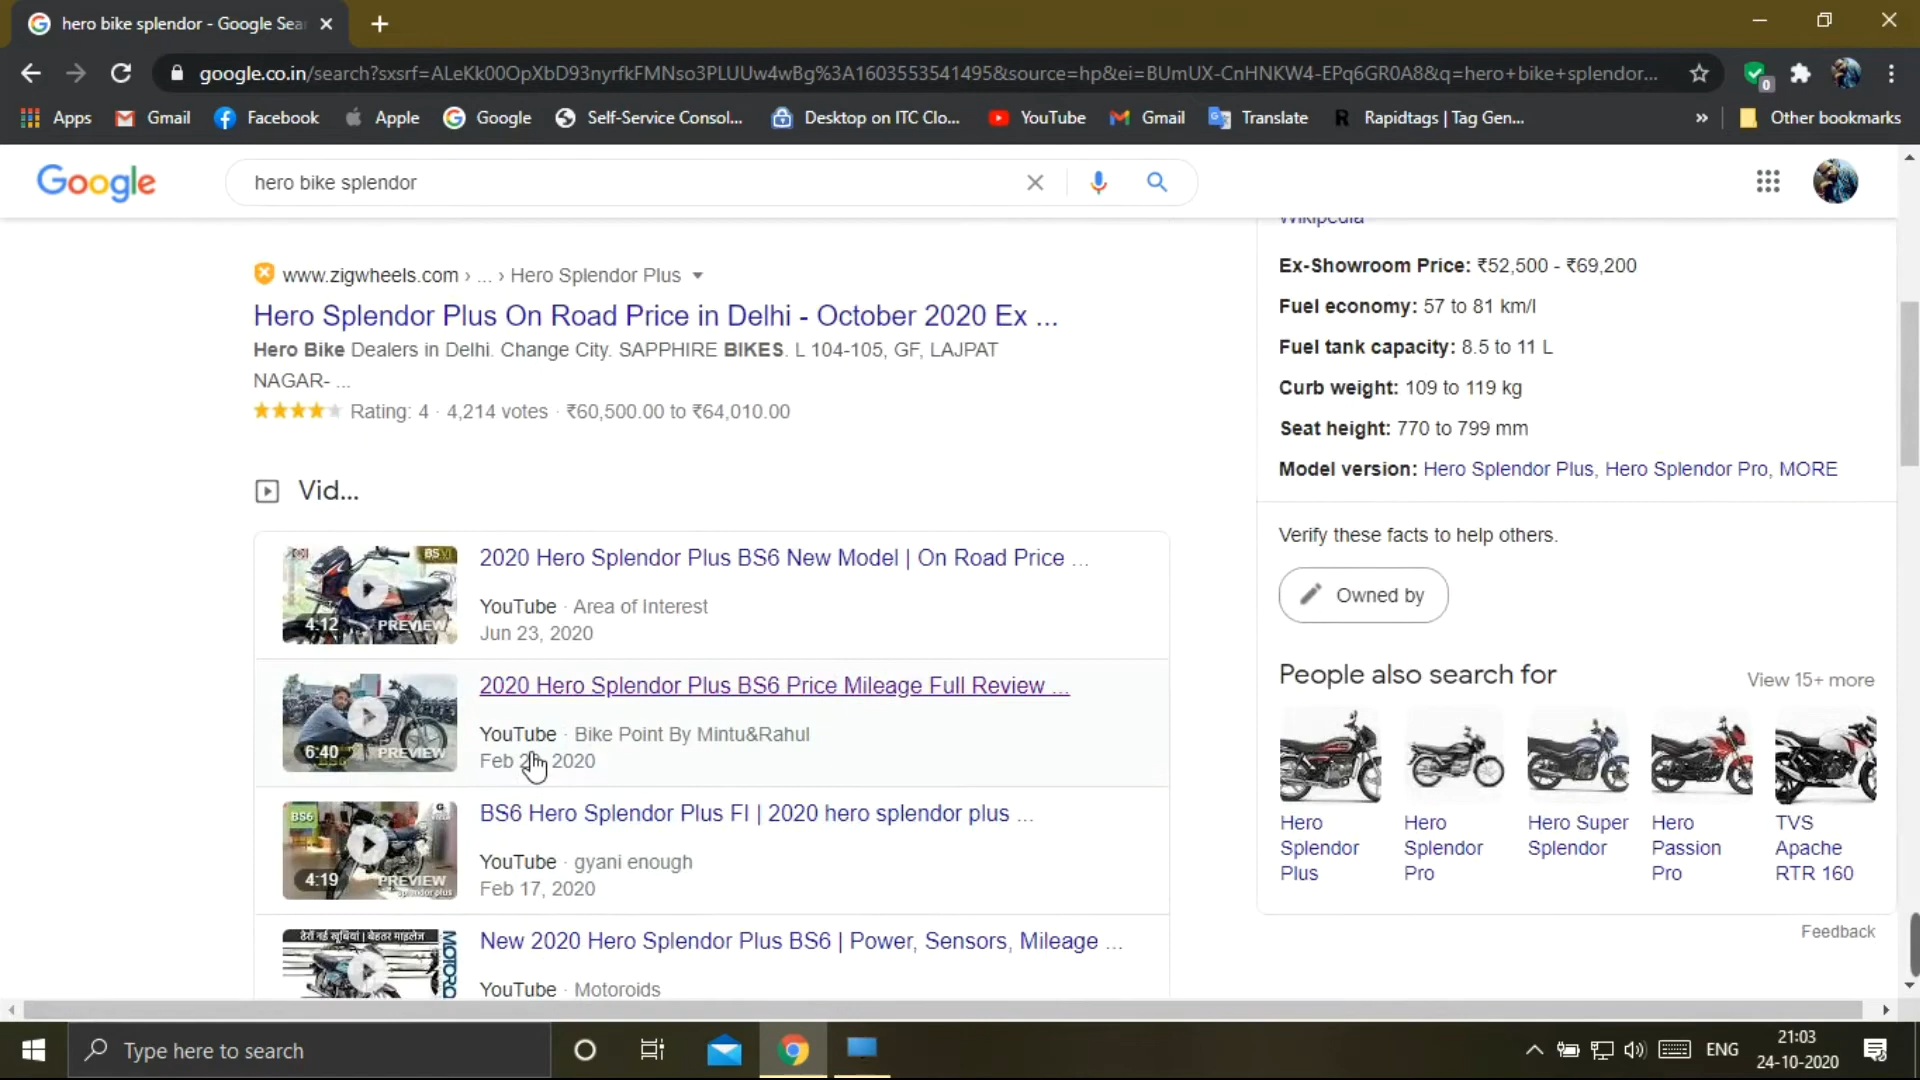 hero bike splendor - Google Sea
google.co.in/search?sxsrf=ALeKk00OpXbD93nyrfkFMNso3PLUUw4wBg%3A1603553541495&source=hp&ei=BUmUX-CnHNKW4-EPq6GR0A8&q=hero+bike+splendor...
0
Apps Gmail Facebook Apple Google Self-Service Consol... Desktop on ITC Clo... YouTube Gmail Translate Rapidtags | Tag Gen... » Other bookmarks
Google hero bike splendor
Wikipedia
www.zigwheels.com › ... › Hero Splendor Plus
Hero Splendor Plus On Road Price in Delhi - October 2020 Ex ...
Hero Bike Dealers in Delhi. Change City. SAPPHIRE BIKES. L 104-105, GF, LAJPAT
NAGAR- ...
Rating: 4 · 4,214 votes · ₹60,500.00 to ₹64,010.00
Vid...
BSVI
4:12 PREVIEW
2020 Hero Splendor Plus BS6 New Model | On Road Price ...
YouTube · Area of Interest
Jun 23, 2020
6:40 PREVIEW
2020 Hero Splendor Plus BS6 Price Mileage Full Review ...
YouTube · Bike Point By Mintu&Rahul
Feb 2 2020
BS6
4:19 PREVIEW
splendor plus
BS6 Hero Splendor Plus FI | 2020 hero splendor plus ...
YouTube · gyani enough
Feb 17, 2020
ढेरों नई खूबियां | बेहतर माइलेज
New 2020 Hero Splendor Plus BS6 | Power, Sensors, Mileage ...
YouTube · Motoroids
Ex-Showroom Price: ₹52,500 - ₹69,200
Fuel economy: 57 to 81 km/l
Fuel tank capacity: 8.5 to 11 L
Curb weight: 109 to 119 kg
Seat height: 770 to 799 mm
Model version: Hero Splendor Plus, Hero Splendor Pro, MORE
Verify these facts to help others.
Owned by
People also search for
View 15+ more
Hero
Splendor
Plus
Hero
Splendor
Pro
Hero Super
Splendor
Hero
Passion
Pro
TVS
Apache
RTR 160
Feedback
Type here to search
ENG
21:03
24-10-2020